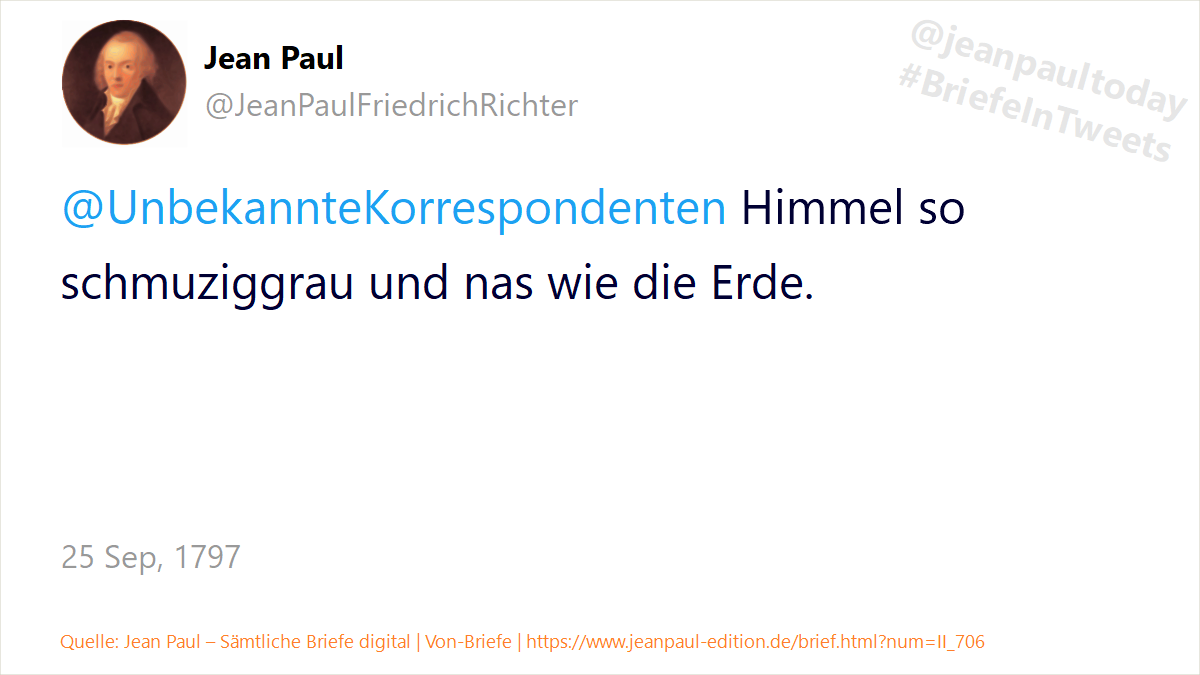 Jean Paul
@JeanPaulFriedrichRichter
@jeanpaultoday
#BriefeInTweets
@UnbekannteKorrespondenten Himmel so
schmuziggrau und nas wie die Erde.
25 Sep, 1797
Quelle: Jean Paul – Sämtliche Briefe digital | Von-Briefe | https://www.jeanpaul-edition.de/brief.html?num=II_706